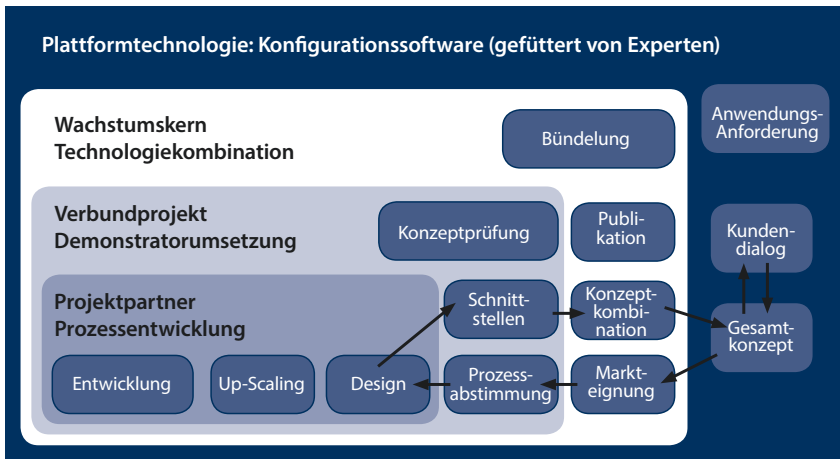 Plattformtechnologie: Konfigurationssoftware (gefüttert von Experten)
Wachstumskern
Technologiekombination
Bündelung
Anwendungs-
Anforderung
Verbundprojekt
Demonstratorumsetzung
Konzeptprüfung
Publi-
kation
Kunden-
dialog
Projektpartner
Prozessentwicklung
Schnitt-
stellen
Konzept-
kombi-
nation
Gesamt-
konzept
Entwicklung
Up-Scaling
Design
Prozess-
abstimmung
Markt-
eignung